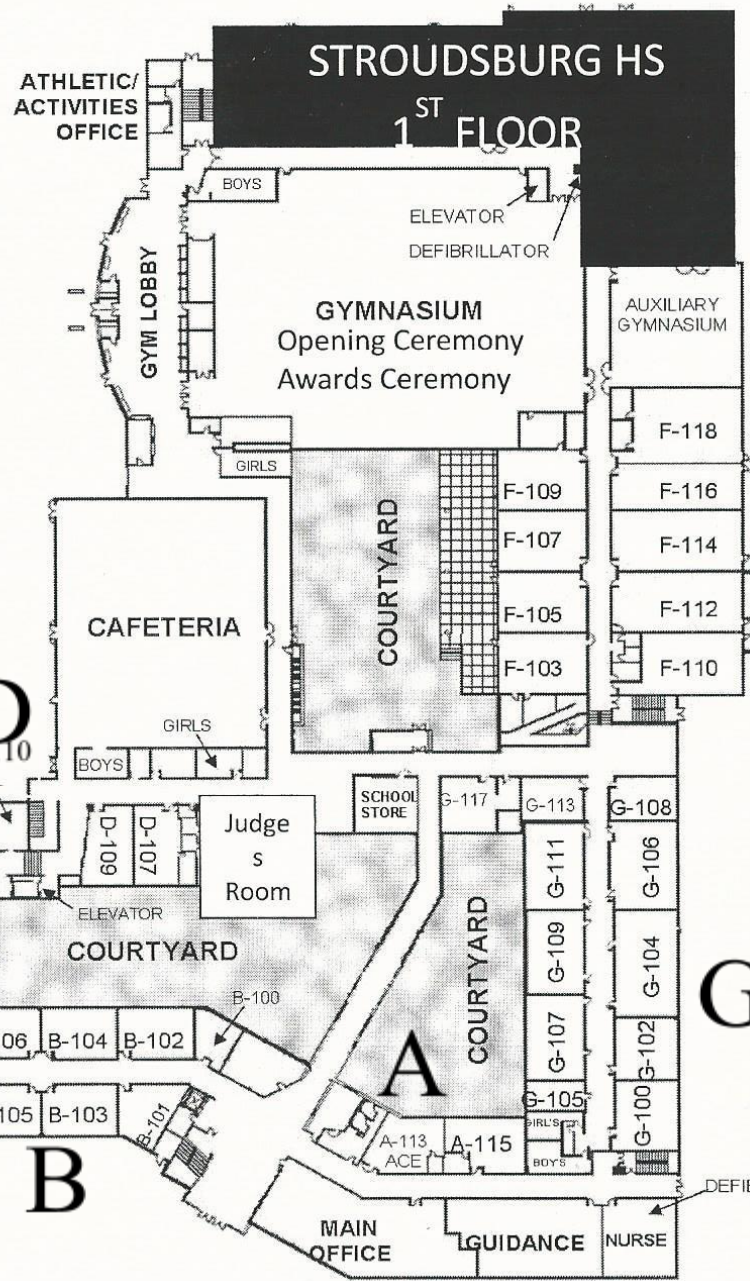 STROUDSBURG HS
1ST FLOOR
ATHLETIC/
ACTIVITIES
OFFICE
BOYS
ELEVATOR
DEFIBRILLATOR
GYM LOBBY
GYMNASIUM
Opening Ceremony
Awards Ceremony
AUXILIARY
GYMNASIUM
F-118
GIRLS
F-109
F-116
COURTYARD
F-107
F-114
F-105
F-112
CAFETERIA
F-103
F-110
D
10
GIRLS
BOYS
SCHOOL
STORE
G-117
G-113
G-108
D-109
D-107
Judge
s
Room
G-111
G-106
ELEVATOR
COURTYARD
COURTYARD
G-109
G-104
G
B-100
06
B-104
B-102
G-107
G-102
A
105
B-103
B-101
G-105
G-100
GIRL'S
A-113
ACE
A-115
BOYS
B
DEFIB
MAIN
OFFICE
GUIDANCE
NURSE